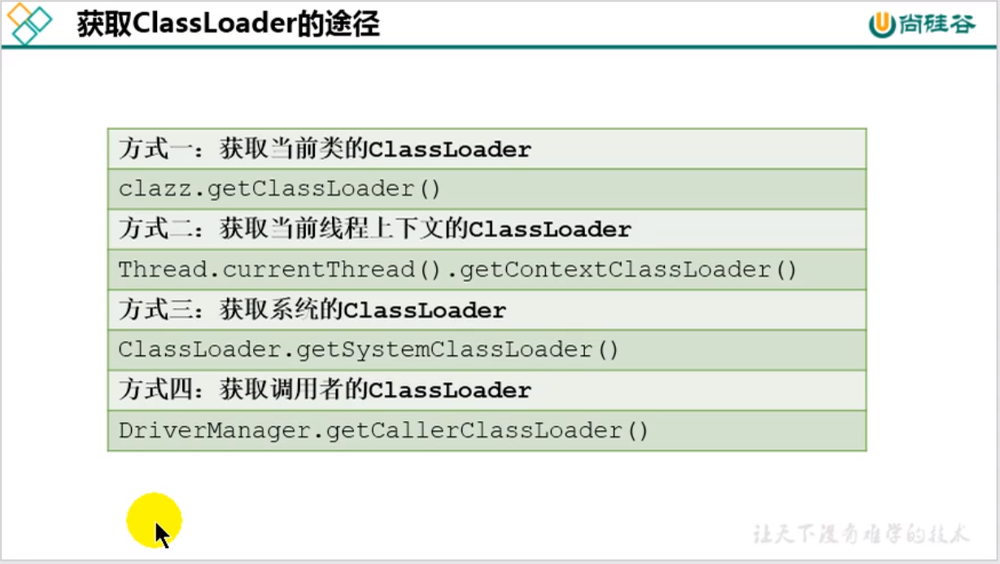 获取ClassLoader的途径
尚硅谷
方式一：获取当前类的ClassLoader
clazz.getClassLoader()
方式二：获取当前线程上下文的ClassLoader
Thread.currentThread().getContextClassLoader()
方式三：获取系统的ClassLoader
ClassLoader.getSystemClassLoader()
方式四：获取调用者的ClassLoader
DriverManager.getCallerClassLoader()
让天下没有难学的技术